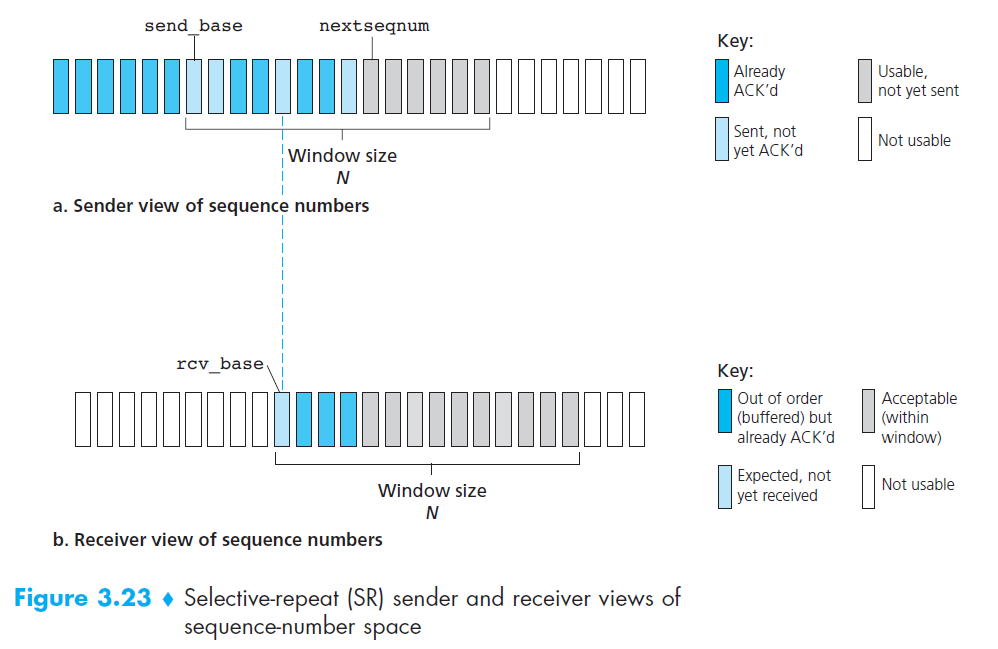 send_base
nextseqnum
Window size
N
a. Sender view of sequence numbers
Key:
Already
ACK’d
Usable,
not yet sent
Sent, not
yet ACK’d
Not usable
rcv_base
Window size
N
b. Receiver view of sequence numbers
Key:
Out of order
(buffered) but
already ACK’d
Acceptable
(within
window)
Expected, not
yet received
Not usable
Figure 3.23 ♦ Selective-repeat (SR) sender and receiver views of
sequence-number space